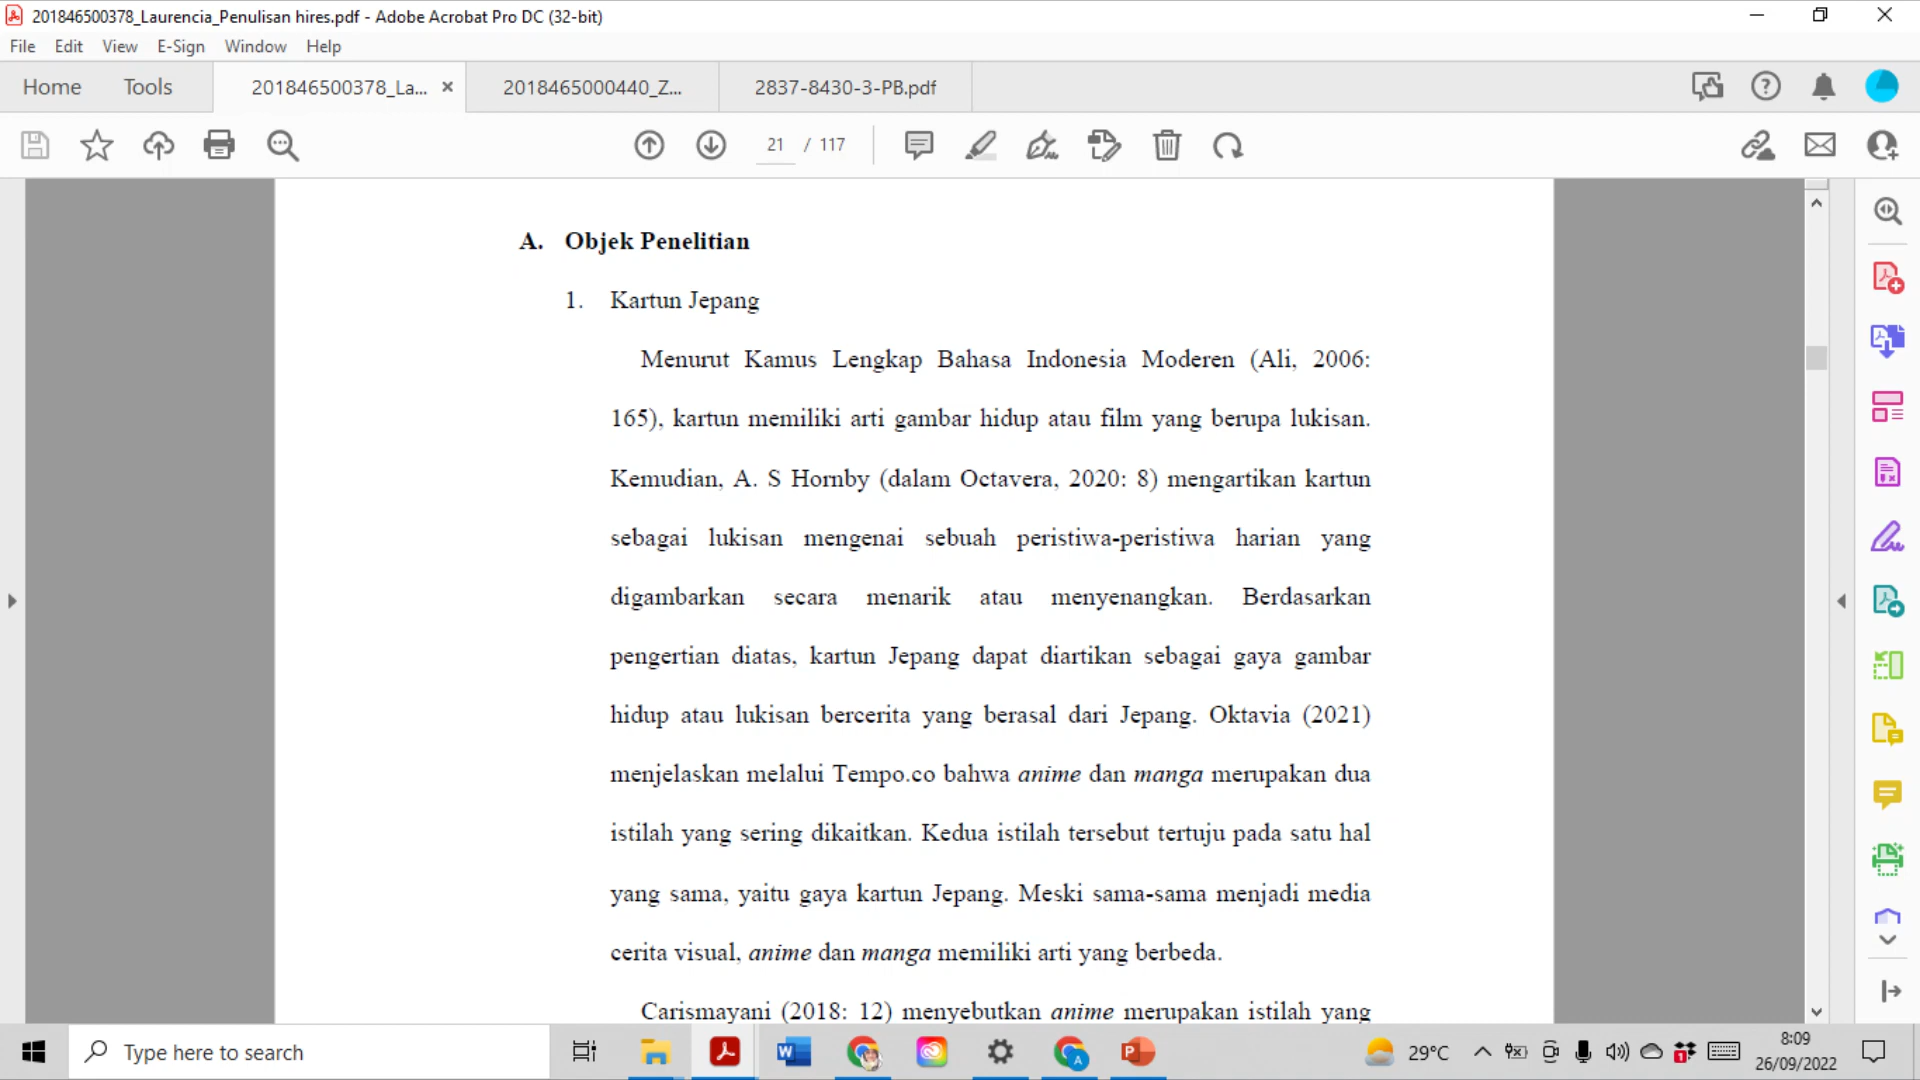 201846500378_Laurencia_Penulisan hires.pdf - Adobe Acrobat Pro DC (32-bit)
File Edit View E-Sign Window Help
Home Tools 201846500378_La... 2018465000440_Z... 2837-8430-3-PB.pdf
21 / 117
A. Objek Penelitian
1. Kartun Jepang
Menurut Kamus Lengkap Bahasa Indonesia Moderen (Ali, 2006:
165), kartun memiliki arti gambar hidup atau film yang berupa lukisan.
Kemudian, A. S Hornby (dalam Octavera, 2020: 8) mengartikan kartun
sebagai lukisan mengenai sebuah peristiwa-peristiwa harian yang
digambarkan secara menarik atau menyenangkan. Berdasarkan
pengertian diatas, kartun Jepang dapat diartikan sebagai gaya gambar
hidup atau lukisan bercerita yang berasal dari Jepang. Oktavia (2021)
menjelaskan melalui Tempo.co bahwa anime dan manga merupakan dua
istilah yang sering dikaitkan. Kedua istilah tersebut tertuju pada satu hal
yang sama, yaitu gaya kartun Jepang. Meski sama-sama menjadi media
cerita visual, anime dan manga memiliki arti yang berbeda.
Carismayani (2018: 12) menyebutkan anime merupakan istilah yang
Type here to search
29°C
8:09
26/09/2022